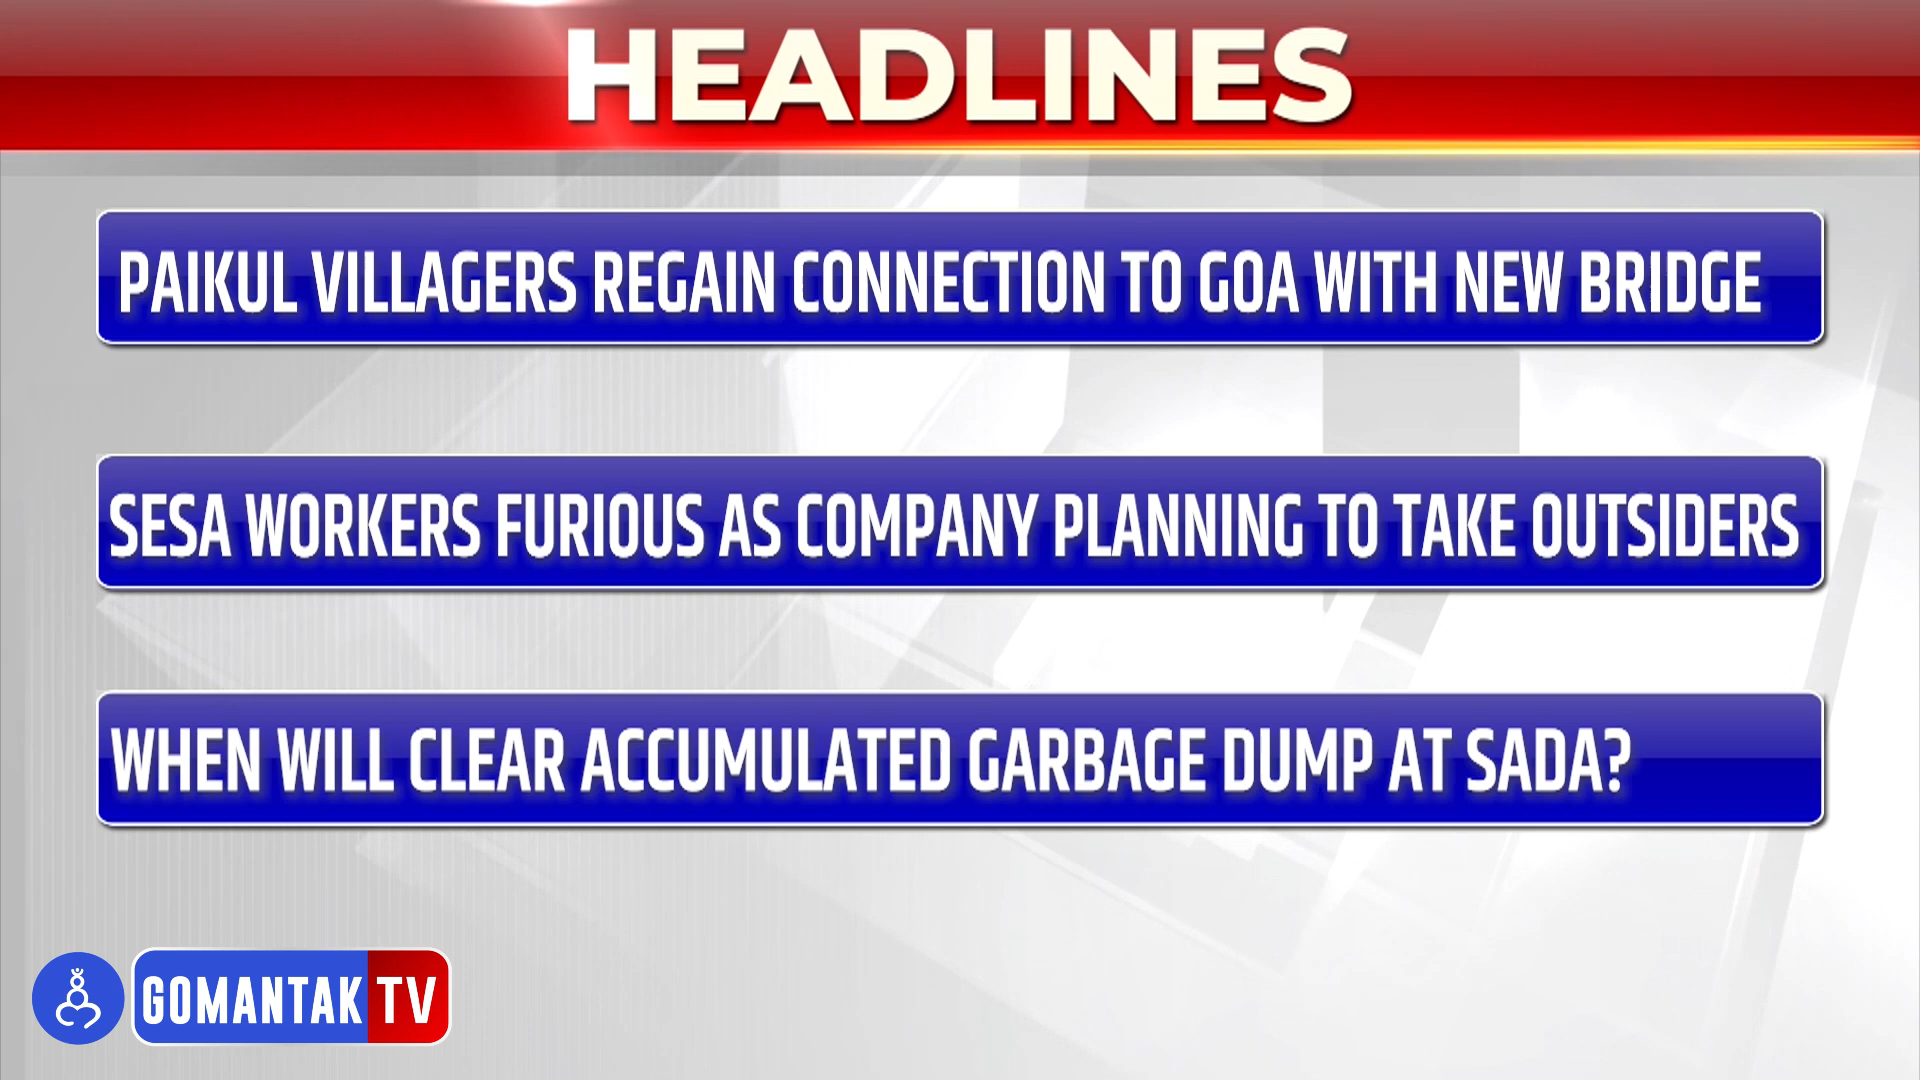 HEADLINES
PAIKUL VILLAGERS REGAIN CONNECTION TO GOA WITH NEW BRIDGE
SESA WORKERS FURIOUS AS COMPANY PLANNING TO TAKE OUTSIDERS
WHEN WILL CLEAR ACCUMULATED GARBAGE DUMP AT SADA?
GOMANTAK TV